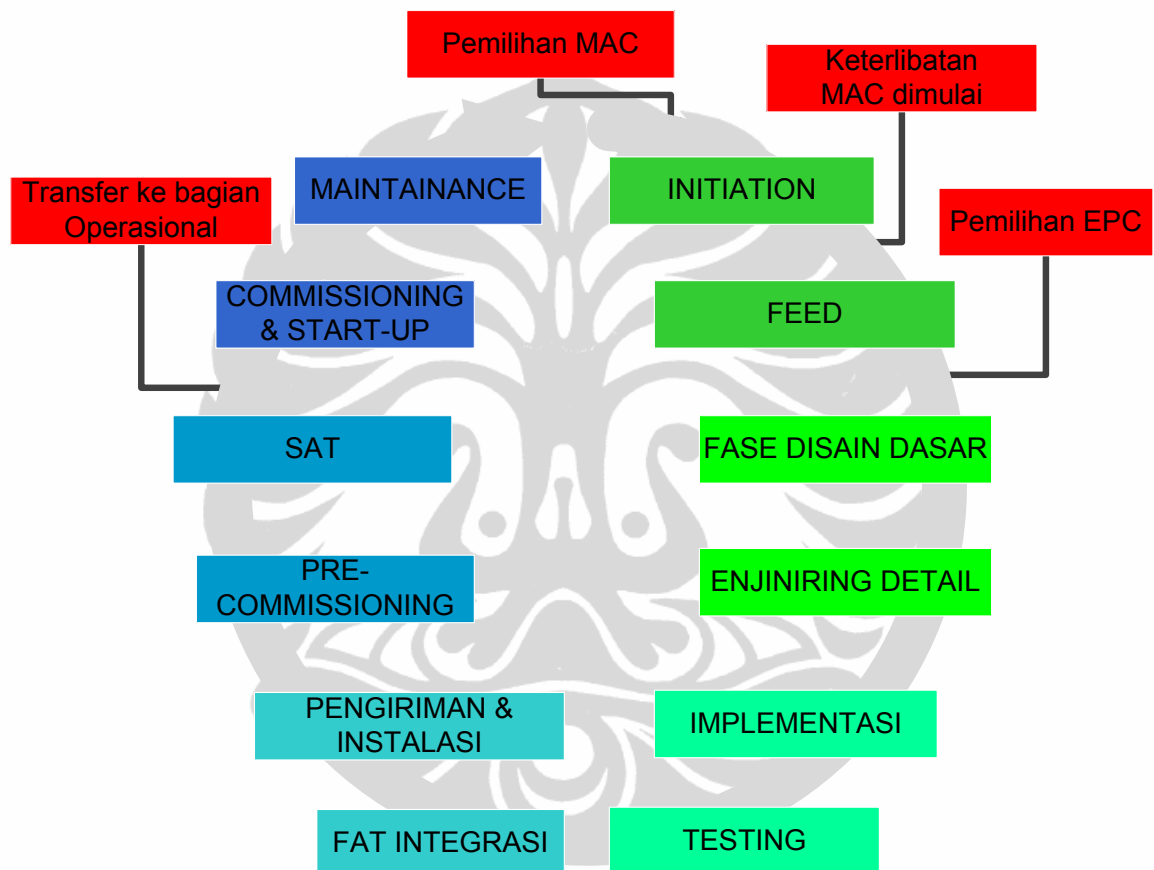 Pemilihan MAC
Keterlibatan
MAC dimulai
MAINTAINANCE
INITIATION
Transfer ke bagian
Operasional
Pemilihan EPC
COMMISSIONING
& START-UP
FEED
SAT
FASE DISAIN DASAR
PRE-
COMMISSIONING
ENJINIRING DETAIL
PENGIRIMAN &
INSTALASI
IMPLEMENTASI
FAT INTEGRASI
TESTING